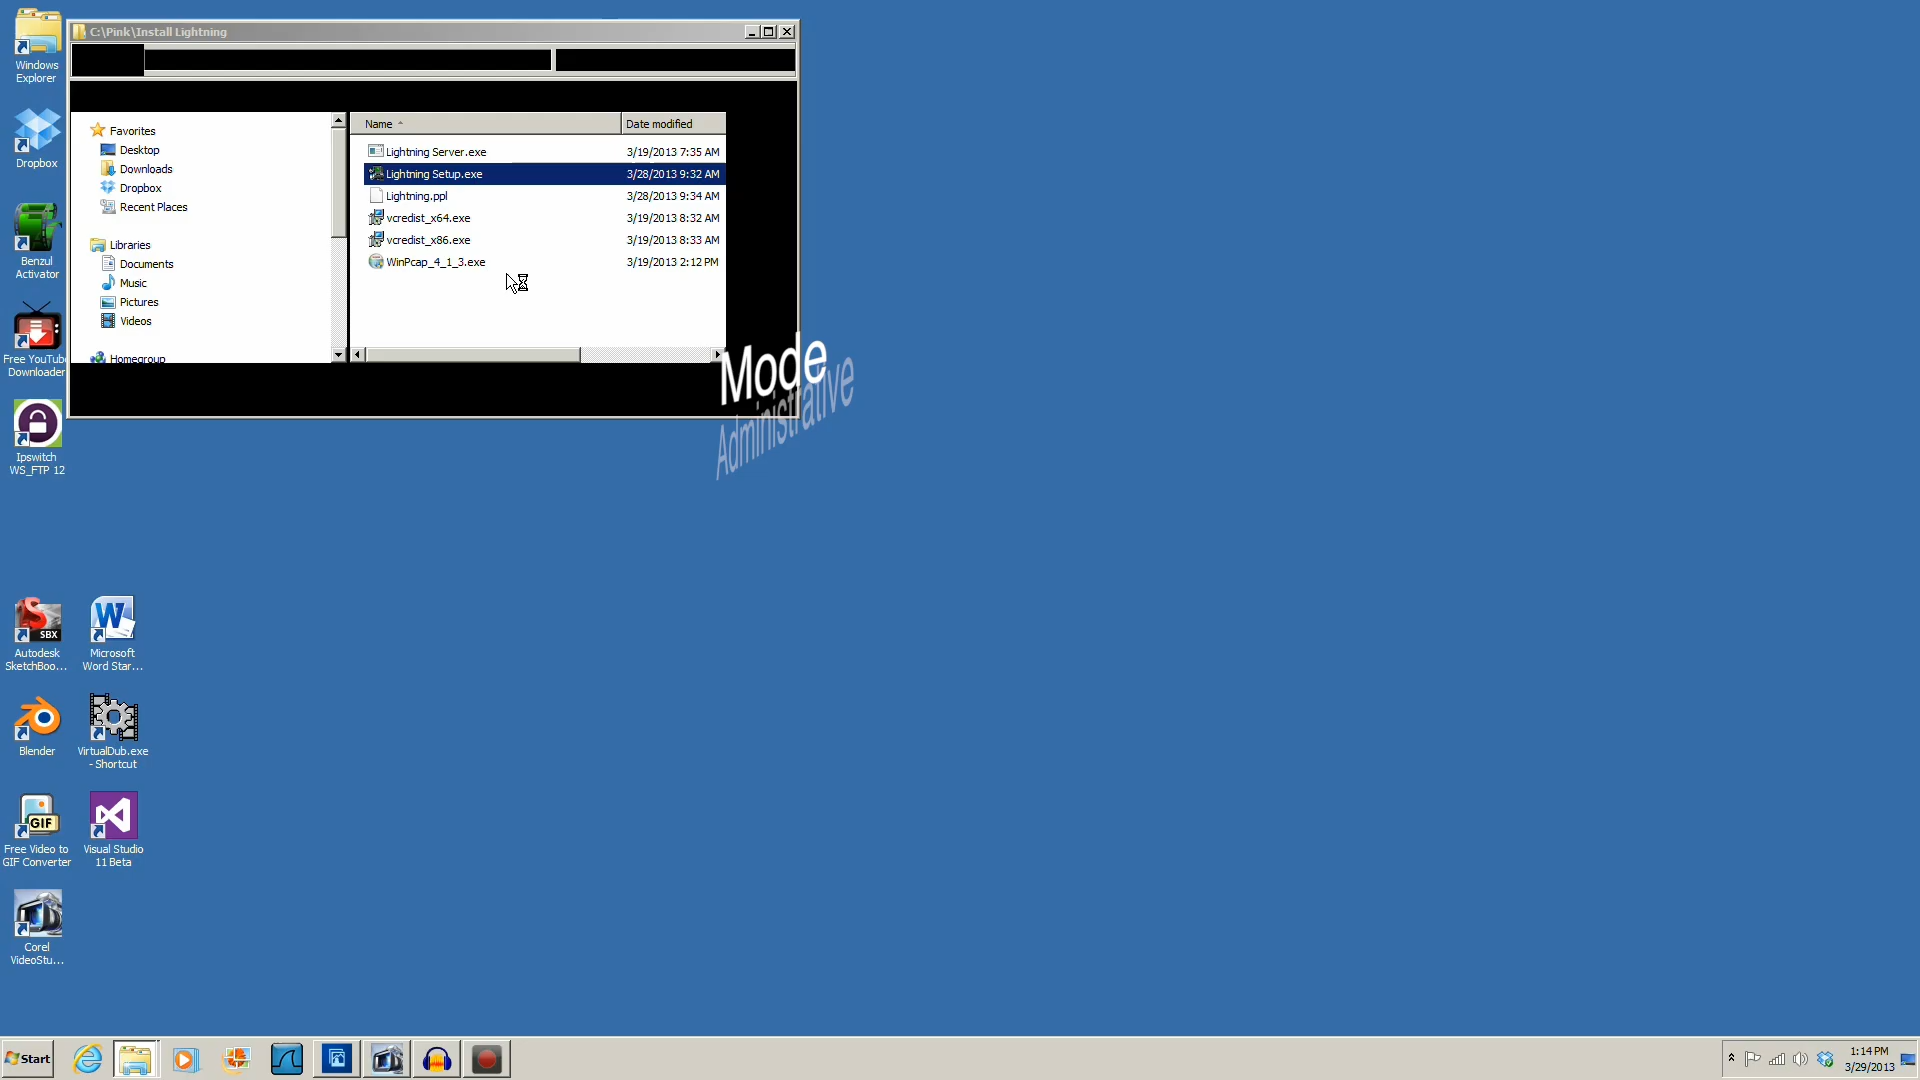 C:\Pink\Install Lightning
Favorites
Desktop
Downloads
Dropbox
Recent Places
Libraries
Documents
Music
Pictures
Videos
Homegroup
Name
Date modified
Lightning Server.exe
3/19/2013 7:35 AM
Lightning Setup.exe
3/28/2013 9:32 AM
Lightning.ppl
3/28/2013 9:34 AM
vcredist_x64.exe
3/19/2013 8:32 AM
vcredist_x86.exe
3/19/2013 8:33 AM
WinPcap_4_1_3.exe
3/19/2013 2:12 PM
Mode
Administrative
Windows
Explorer
Dropbox
Benzul
Activator
Free YouTube
Downloader
Ipswitch
WS_FTP 12
SBX
Autodesk
SketchBoo...
W
Microsoft
Word Star...
Blender
VirtualDub.exe
- Shortcut
GIF
Free Video to
GIF Converter
Visual Studio
11 Beta
Corel
VideoStu...
Start
1:14 PM
3/29/2013